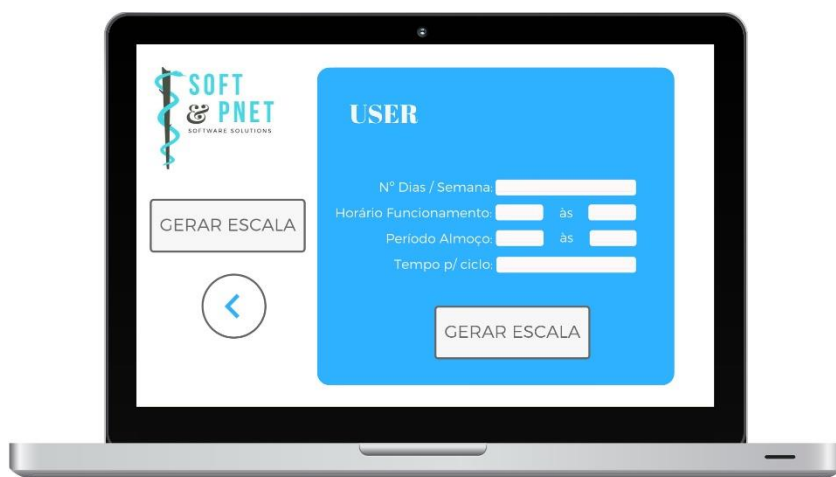 SOFT
& PNET
SOFTWARE SOLUTIONS
GERAR ESCALA
USER
Nº Dias / Semana:
Horário Funcionamento: às
Período Almoço: às
Tempo p/ ciclo:
GERAR ESCALA